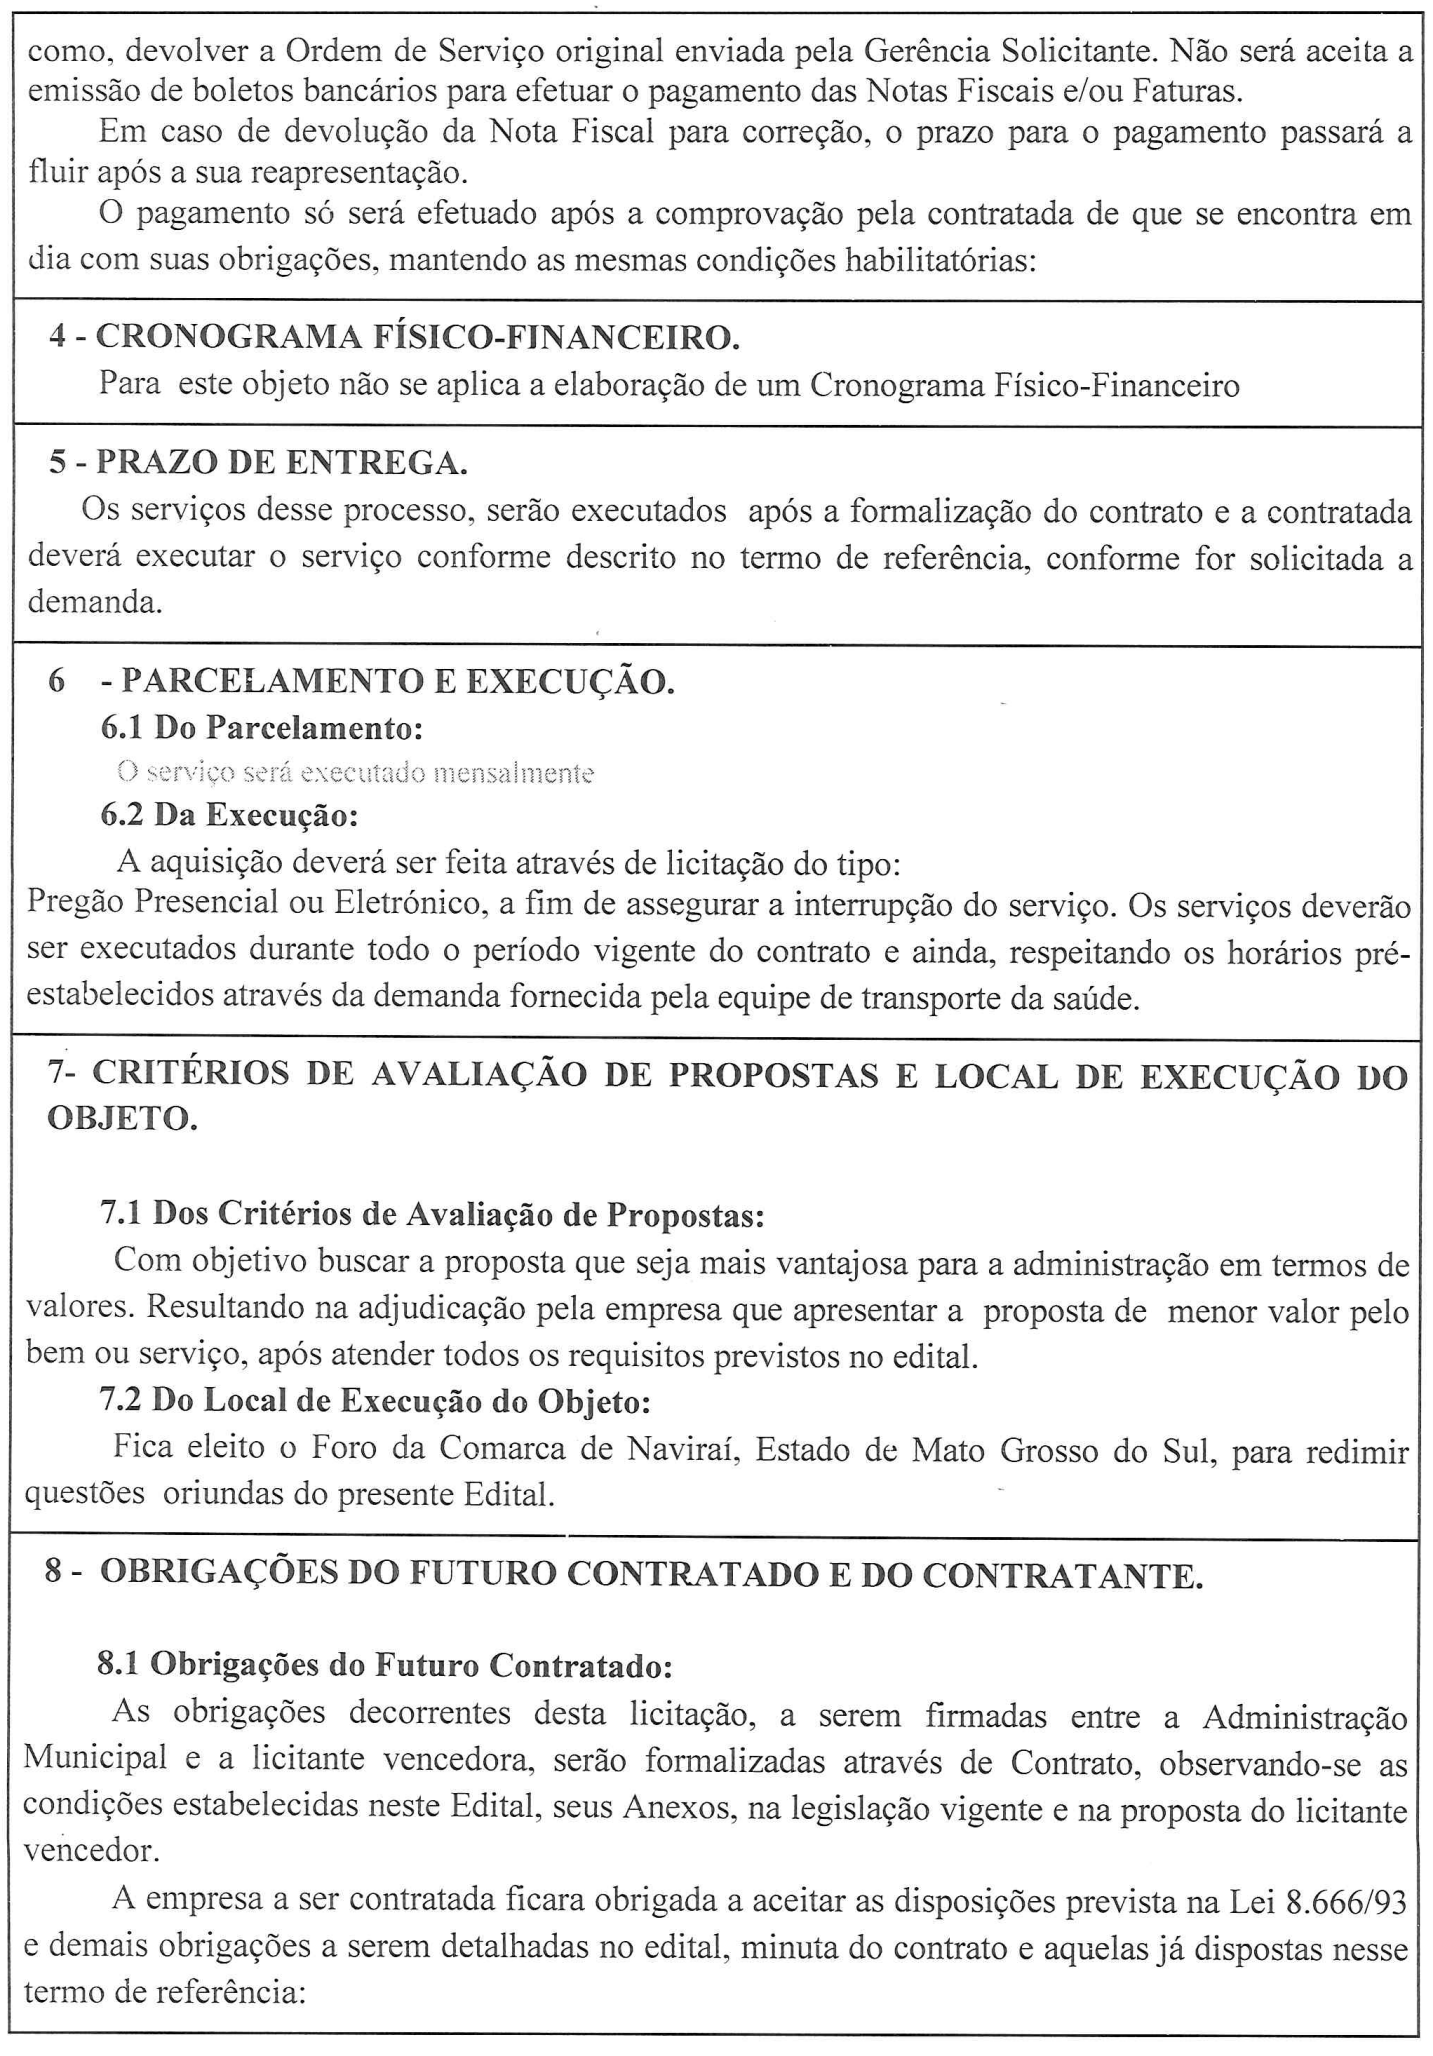 como, devolver a Ordem de Serviço original enviada pela Gerência Solicitante. Não será aceita a
emissão de boletos bancários para efetuar o pagamento das Notas Fiscais e/ou Faturas.
Em caso de devolução da Nota Fiscal para correção, o prazo para o pagamento passará a
fluir após a sua reapresentação.
O pagamento só será efetuado após a comprovação pela contratada de que se encontra em
dia com suas obrigações, mantendo as mesmas condições habilitatórias:
4 - CRONOGRAMA FÍSICO-FINANCEIRO.
Para este objeto não se aplica a elaboração de um Cronograma Físico-Financeiro
5 - PRAZO DE ENTREGA.
Os serviços desse processo, serão executados após a formalização do contrato e a contratada
deverá executar o serviço conforme descrito no termo de referência, conforme for solicitada a
demanda.
6 - PARCELAMENTO E EXECUÇÃO.
6.1 Do Parcelamento:
O serviço será executado mensalmente
6.2 Da Execução:
A aquisição deverá ser feita através de licitação do tipo:
Pregão Presencial ou Eletrónico, a fim de assegurar a interrupção do serviço. Os serviços deverão
ser executados durante todo o período vigente do contrato e ainda, respeitando os horários pré-
estabelecidos através da demanda fornecida pela equipe de transporte da saúde.
7- CRITÉRIOS DE AVALIAÇÃO DE PROPOSTAS E LOCAL DE EXECUÇÃO DO
OBJETO.
7.1 Dos Critérios de Avaliação de Propostas:
Com objetivo buscar a proposta que seja mais vantajosa para a administração em termos de
valores. Resultando na adjudicação pela empresa que apresentar a proposta de menor valor pelo
bem ou serviço, após atender todos os requisitos previstos no edital.
7.2 Do Local de Execução do Objeto:
Fica eleito o Foro da Comarca de Naviraí, Estado de Mato Grosso do Sul, para redimir
questões oriundas do presente Edital.
8 - OBRIGAÇÕES DO FUTURO CONTRATADO E DO CONTRATANTE.
8.1 Obrigações do Futuro Contratado:
As obrigações decorrentes desta licitação, a serem firmadas entre a Administração
Municipal e a licitante vencedora, serão formalizadas através de Contrato, observando-se as
condições estabelecidas neste Edital, seus Anexos, na legislação vigente e na proposta do licitante
vencedor.
A empresa a ser contratada ficara obrigada a aceitar as disposições prevista na Lei 8.666/93
e demais obrigações a serem detalhadas no edital, minuta do contrato e aquelas já dispostas nesse
termo de referência: